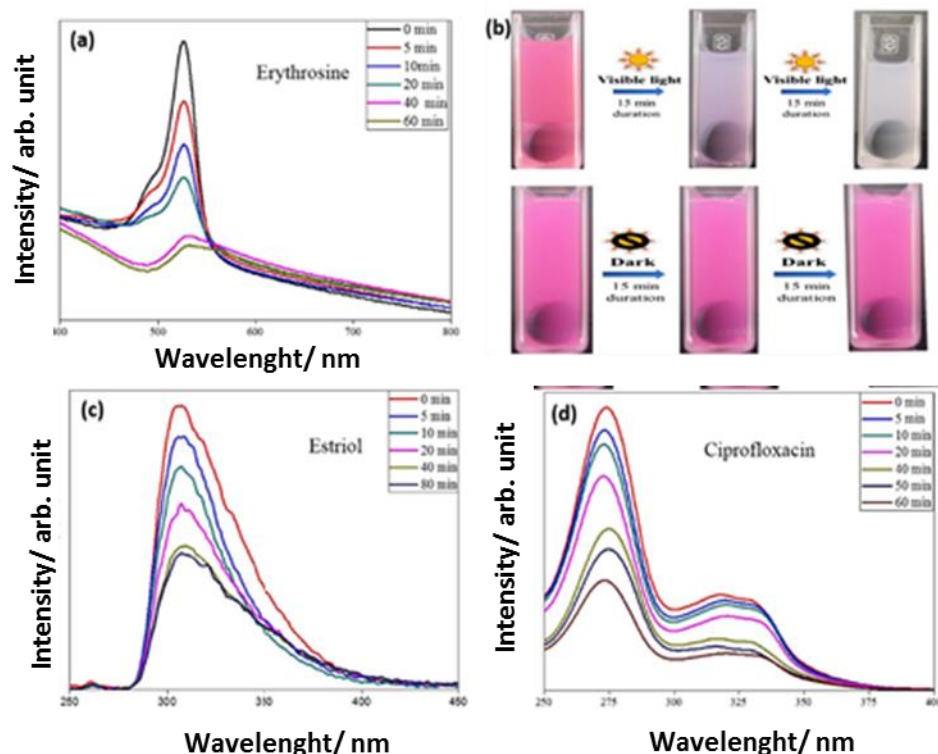 (a)
0 min
5 min
10min
20 min
40 min
60 min
Erythrosine
Intensity/ arb. unit
500
600
700
800
Wavelenght/ nm
(b)
Visible light
15 min
duration
Visible light
15 min
duration
Dark
15 min
duration
Dark
15 min
duration
(c)
0 min
5 min
10 min
20 min
40 min
80 min
Estriol
Intensity/ arb. unit
250
300
350
400
450
Wavelenght/ nm
(d)
0 min
5 min
10 min
20 min
40 min
50 min
60 min
Ciprofloxacin
Intensity/ arb. unit
250
300
325
350
375
Wavelenght/ nm